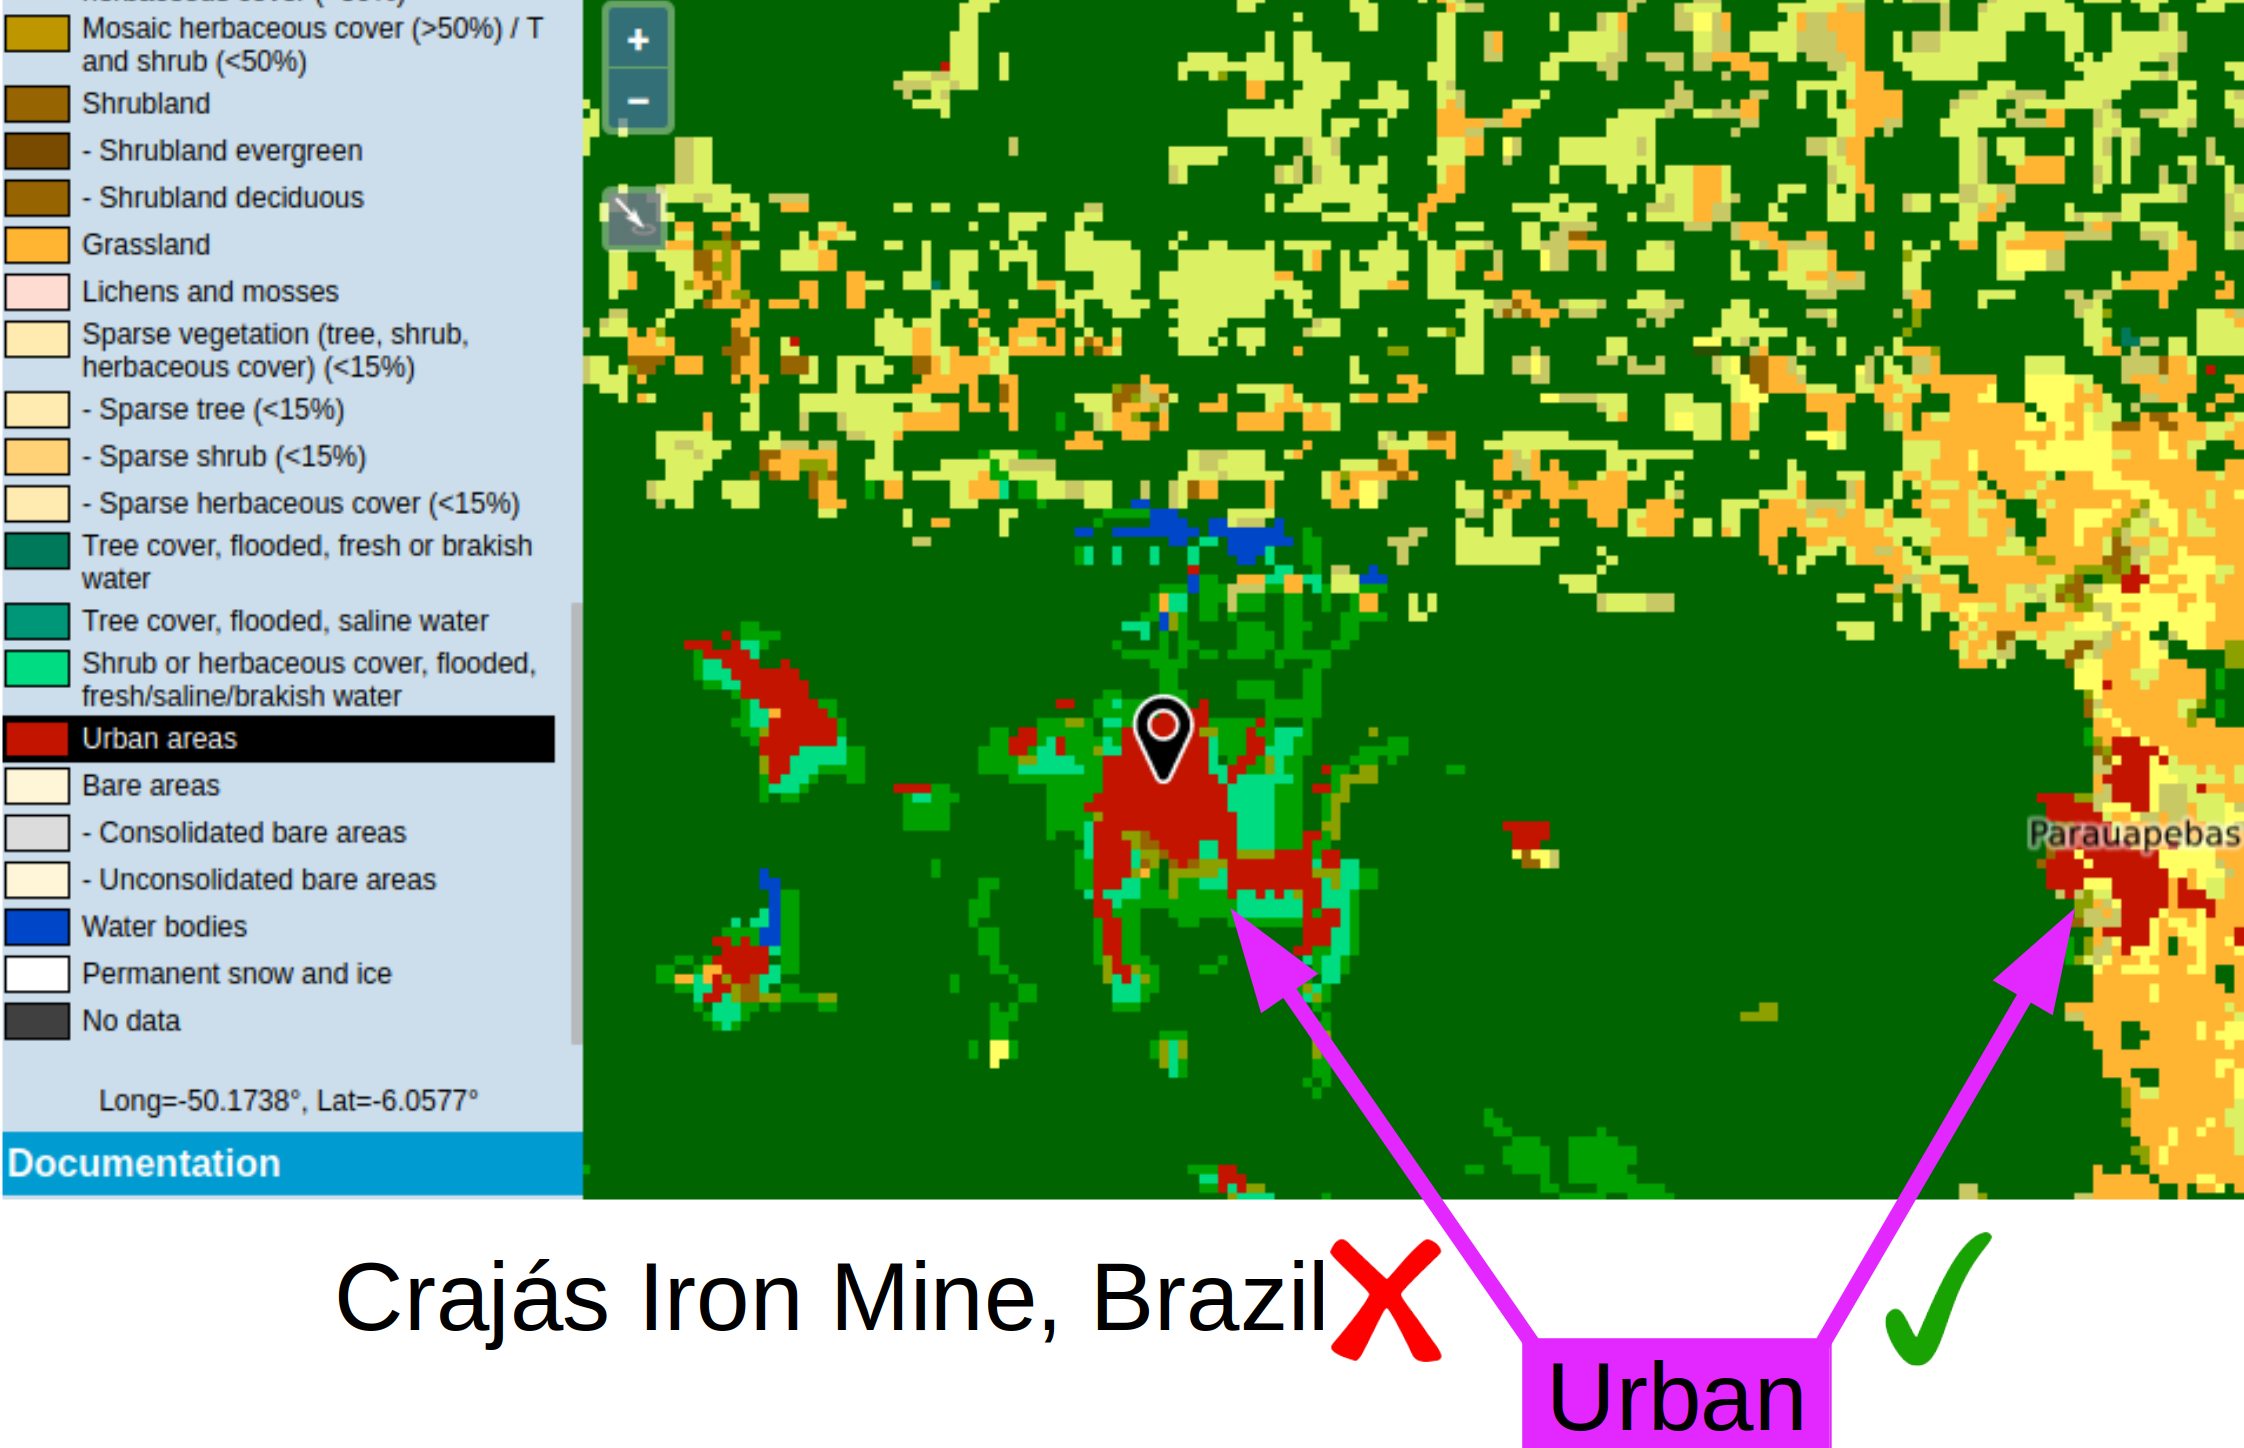 Mosaic herbaceous cover (>50%) / T
and shrub (<50%)
Shrubland
- Shrubland evergreen
- Shrubland deciduous
Grassland
Lichens and mosses
Sparse vegetation (tree, shrub,
herbaceous cover) (<15%)
- Sparse tree (<15%)
- Sparse shrub (<15%)
- Sparse herbaceous cover (<15%)
Tree cover, flooded, fresh or brakish
water
Tree cover, flooded, saline water
Shrub or herbaceous cover, flooded,
fresh/saline/brakish water
Urban areas
Bare areas
- Consolidated bare areas
- Unconsolidated bare areas
Water bodies
Permanent snow and ice
No data
Long=-50.1738°, Lat=-6.0577°
Documentation
+
−
Parauapebas
Crajás Iron Mine, Brazil
Urban